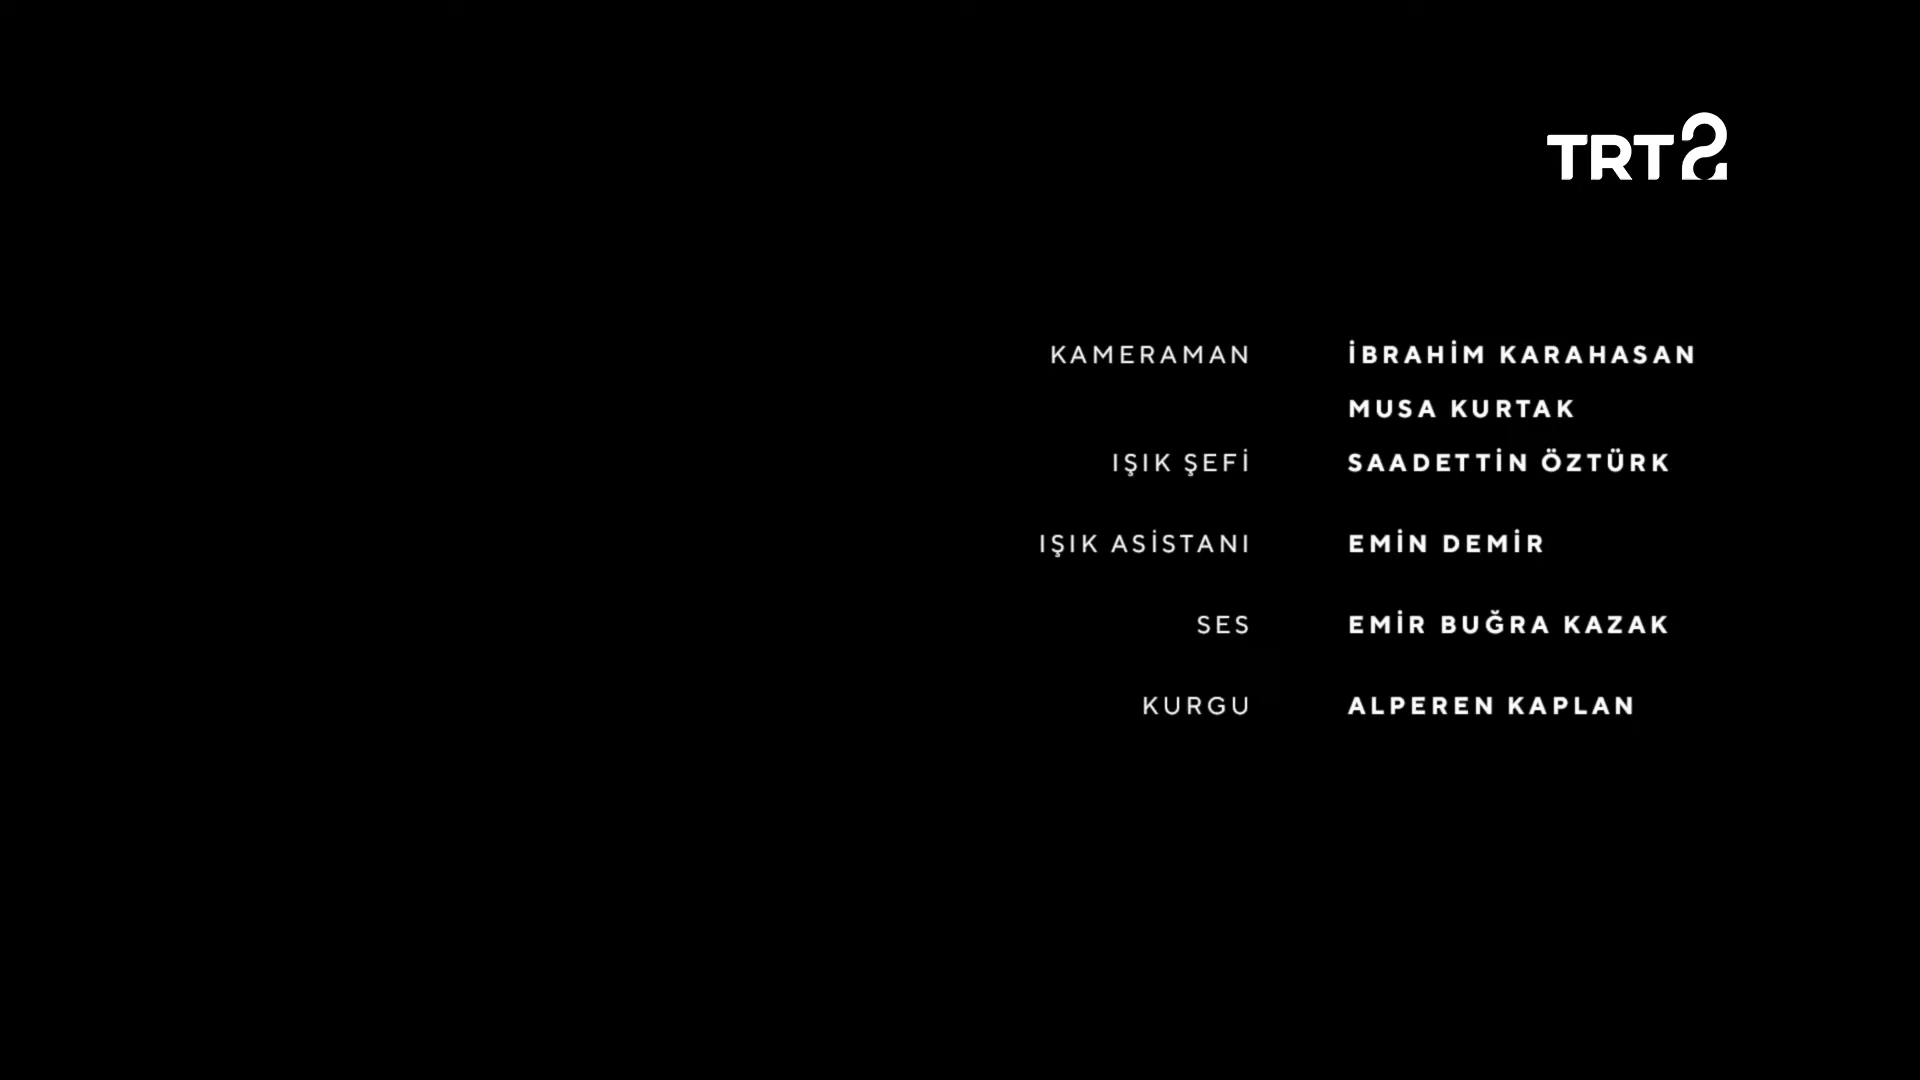 TRT2
KAMERAMAN İBRAHİM KARAHASAN
MUSA KURTAK
IŞIK ŞEFİ SAADETTİN ÖZTÜRK
IŞIK ASİSTANI EMİN DEMİR
SES EMİR BUĞRA KAZAK
KURGU ALPEREN KAPLAN